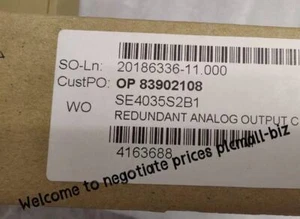 SO-Ln: 20186336-11.000
CustPO: OP 83902108
WO SE4035S2B1
REDUNDANT ANALOG OUTPUT C
4163688
Welcome to negotiate prices plcmall-biz